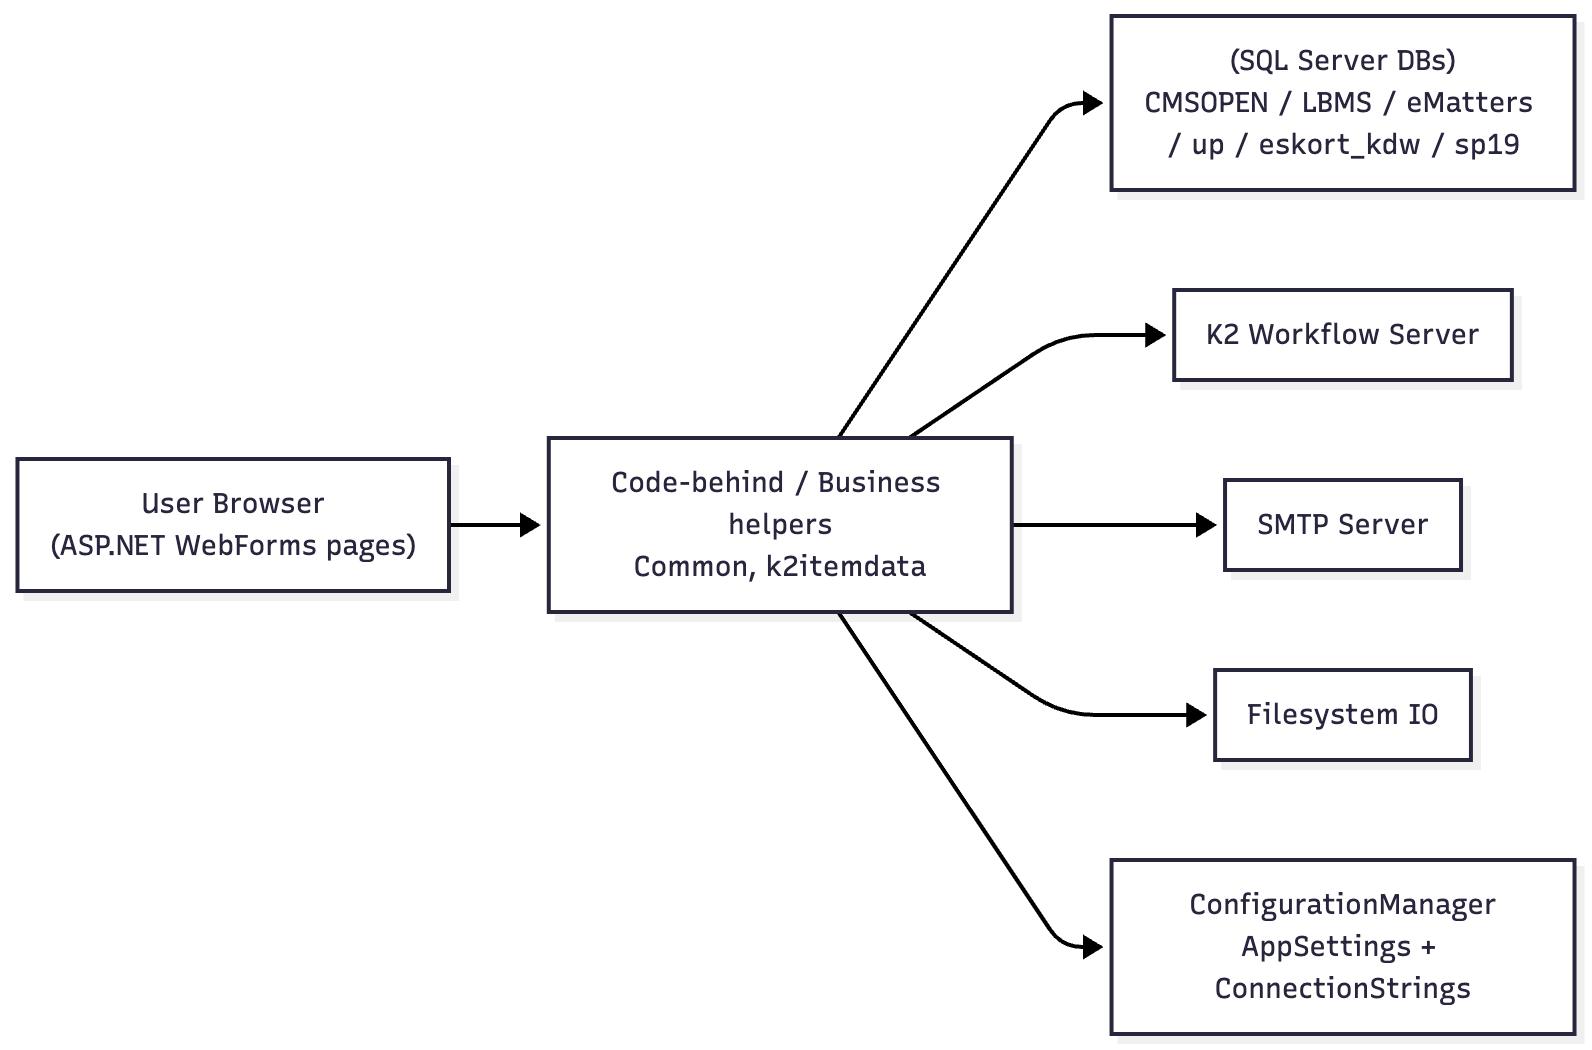 User Browser
(ASP.NET WebForms pages)
Code-behind / Business
helpers
Common, k2itemdata
(SQL Server DBs)
CMSOPEN / LBMS / eMatters
/ up / eskort_kdw / sp19
K2 Workflow Server
SMTP Server
Filesystem IO
ConfigurationManager
AppSettings +
ConnectionStrings